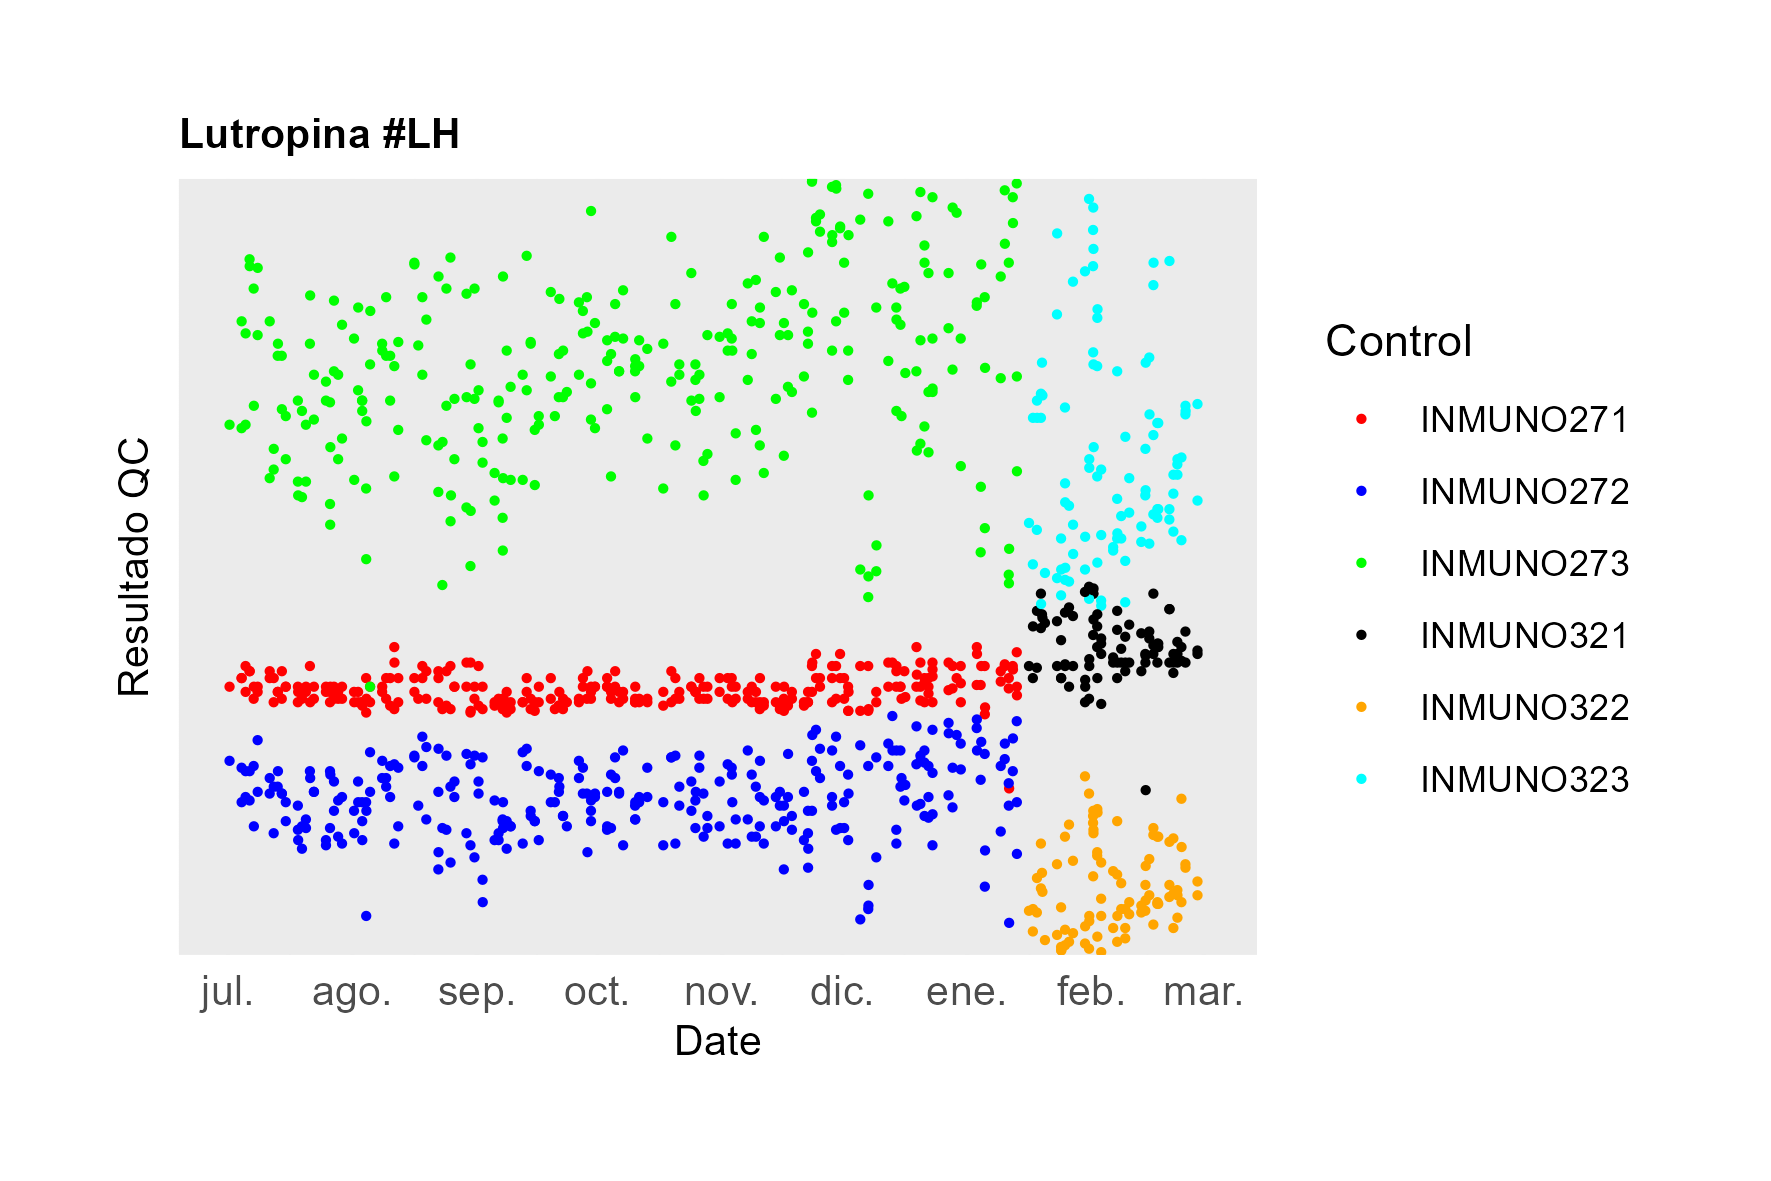 Lutropina #LH
Resultado QC
jul. ago. sep. oct. nov. dic. ene. feb. mar.
Date
Control
INMUNO271
INMUNO272
INMUNO273
INMUNO321
INMUNO322
INMUNO323